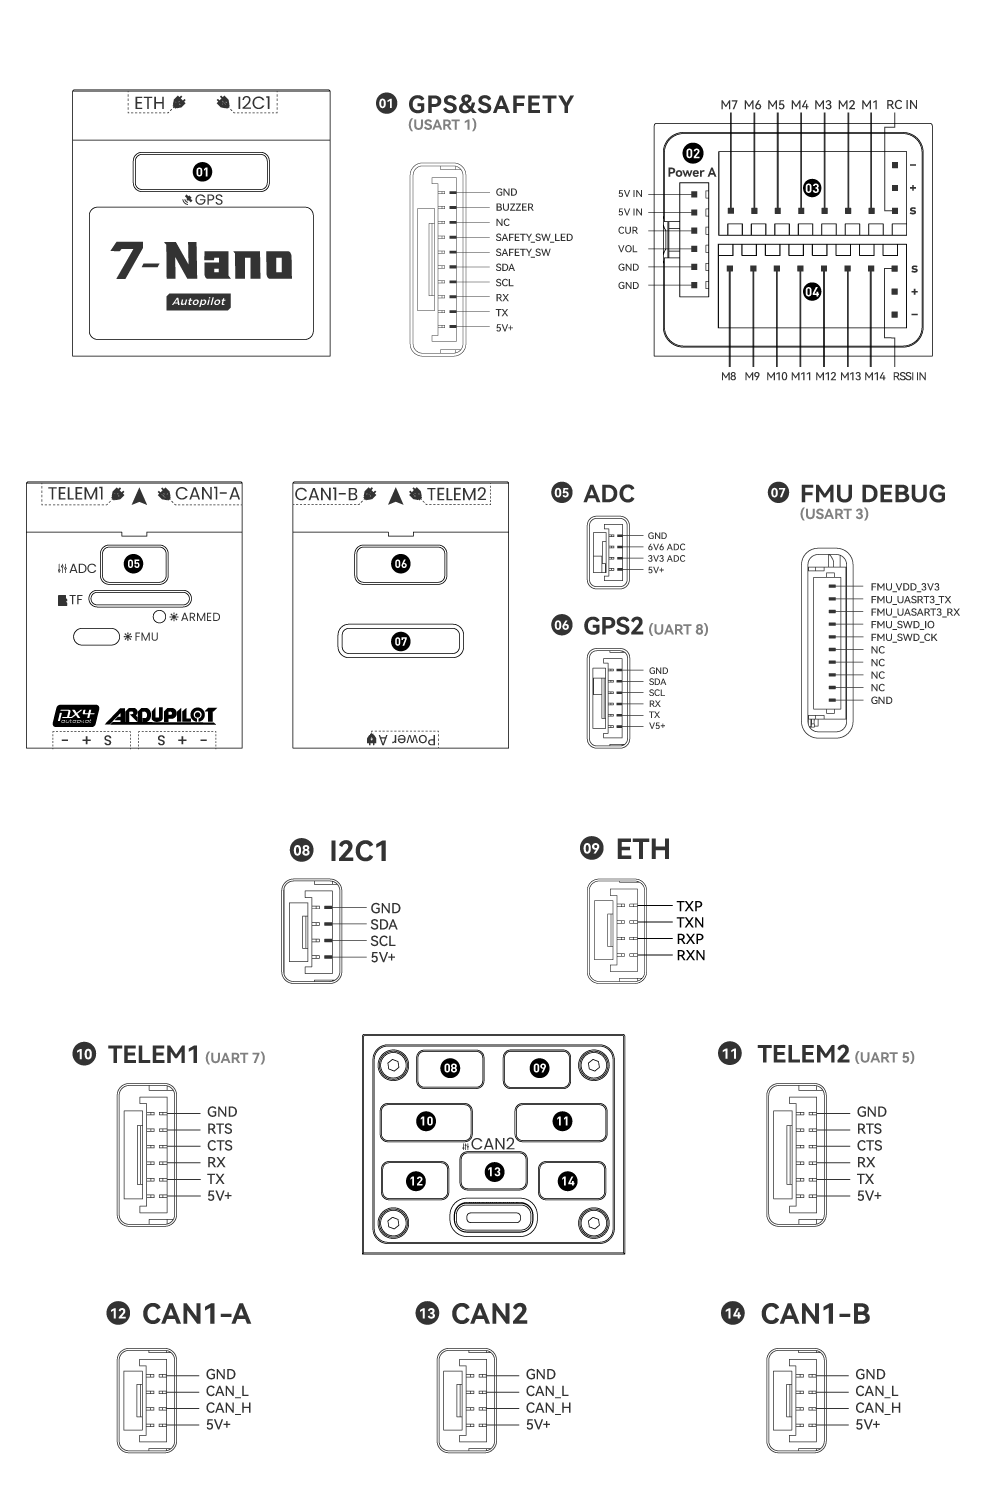 ETH I2C1
01
GPS
7-Nano
Autopilot
01 GPS&SAFETY
(USART 1)
GND
BUZZER
NC
SAFETY_SW_LED
SAFETY_SW
SDA
SCL
RX
TX
5V+
M7 M6 M5 M4 M3 M2 M1 RC IN
02
Power A
5V IN
5V IN
CUR
VOL
GND
GND
03
-
+
S
04
S
+
-
M8 M9 M10 M11 M12 M13 M14 RSSI IN
TELEM1 CAN1-A
05
ADC
TF
ARMED
FMU
px4
autopilot
ARDUPILOT
- + S S + -
CAN1-B TELEM2
06
07
Power A
05 ADC
GND
6V6 ADC
3V3 ADC
5V+
06 GPS2 (UART 8)
GND
SDA
SCL
RX
TX
V5+
07 FMU DEBUG
(USART 3)
FMU_VDD_3V3
FMU_UASRT3_TX
FMU_UASART3_RX
FMU_SWD_IO
FMU_SWD_CK
NC
NC
NC
NC
GND
08 I2C1
GND
SDA
SCL
5V+
09 ETH
TXP
TXN
RXP
RXN
10 TELEM1 (UART 7)
GND
RTS
CTS
RX
TX
5V+
08 09
10 11
CAN2
12 13 14
11 TELEM2 (UART 5)
GND
RTS
CTS
RX
TX
5V+
12 CAN1-A
GND
CAN_L
CAN_H
5V+
13 CAN2
GND
CAN_L
CAN_H
5V+
14 CAN1-B
GND
CAN_L
CAN_H
5V+